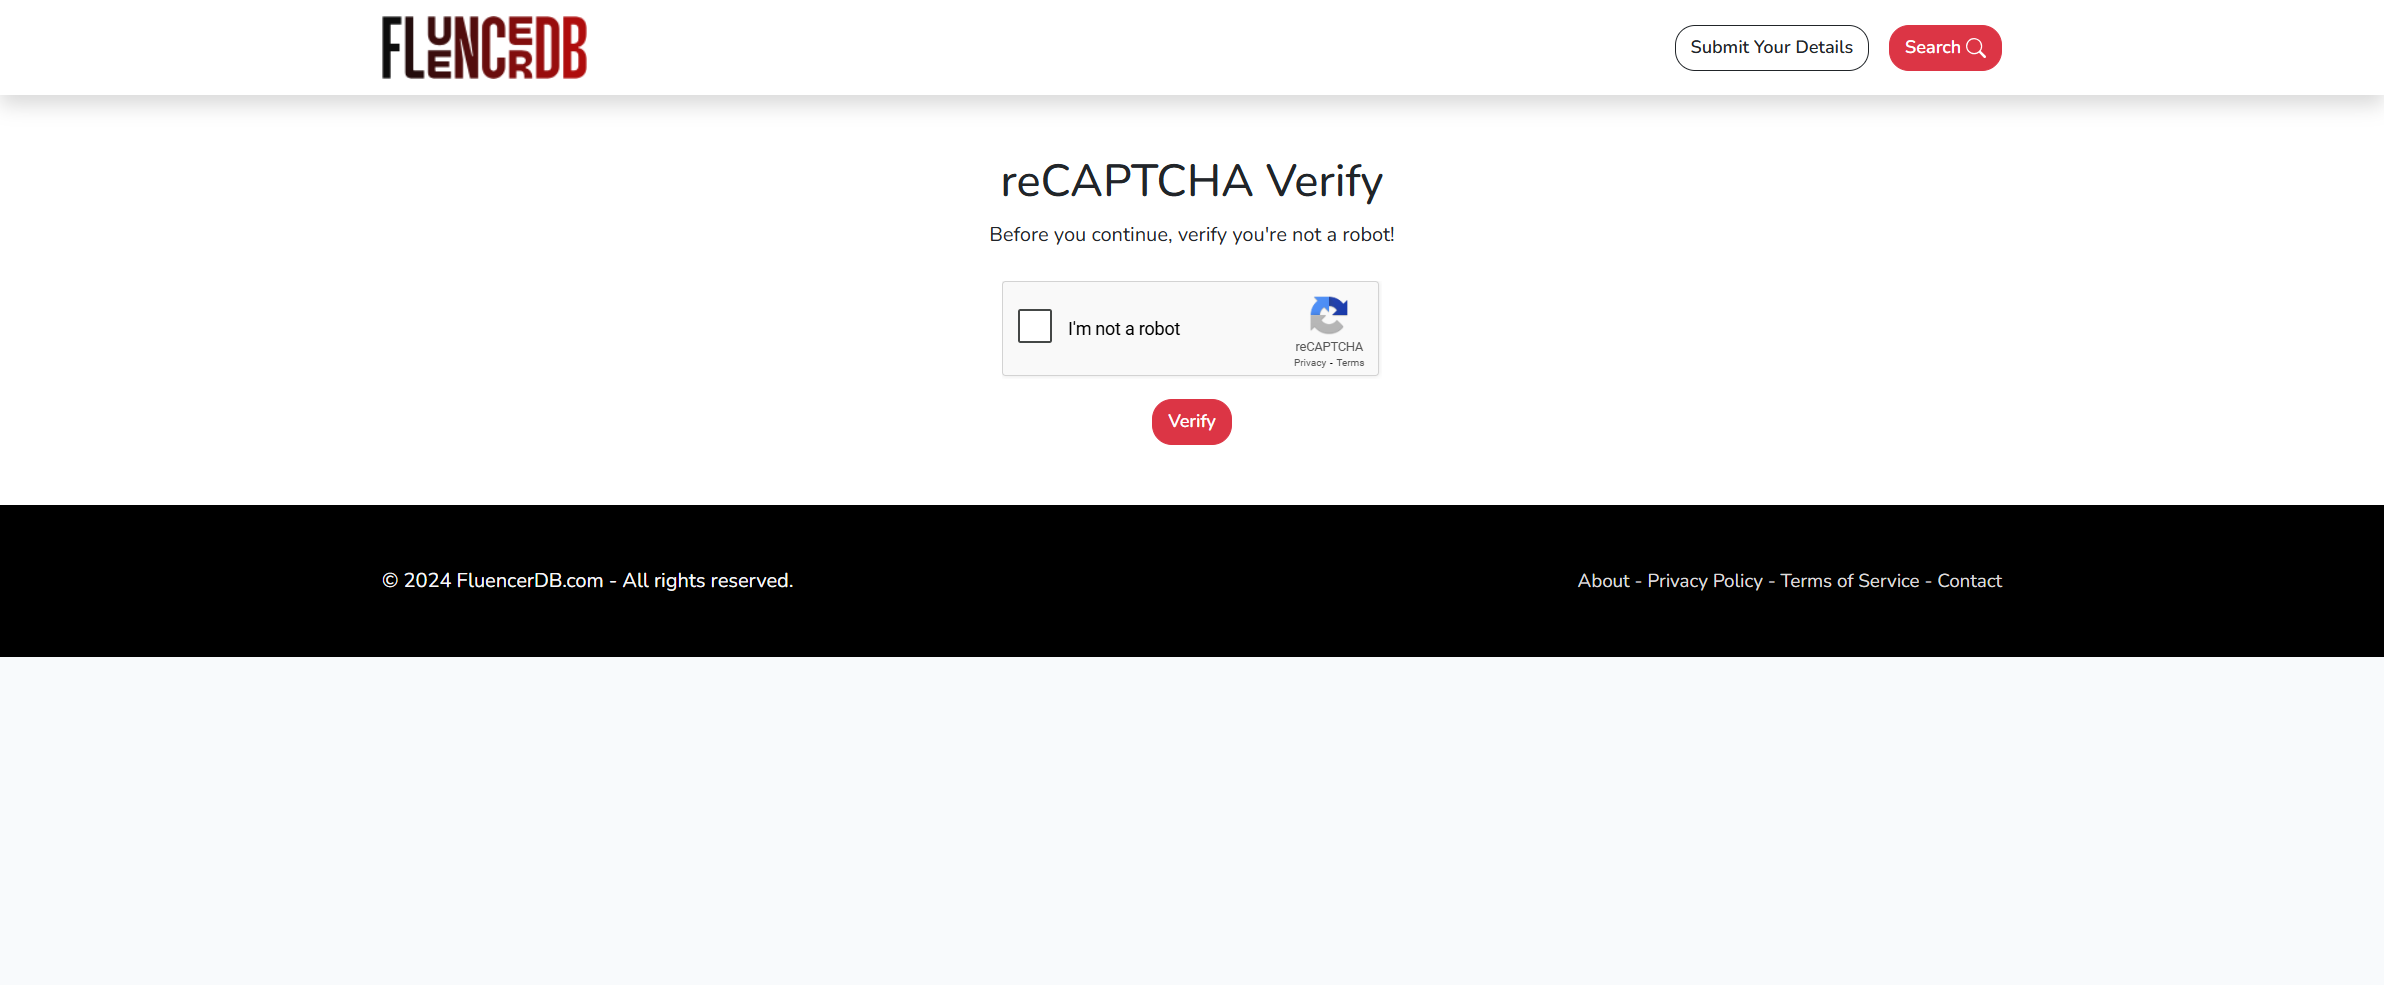 FLUENCERDB
Submit Your Details
Search
reCAPTCHA Verify
Before you continue, verify you're not a robot!
I'm not a robot
reCAPTCHA
Privacy - Terms
Verify
© 2024 FluencerDB.com - All rights reserved.
About - Privacy Policy - Terms of Service - Contact